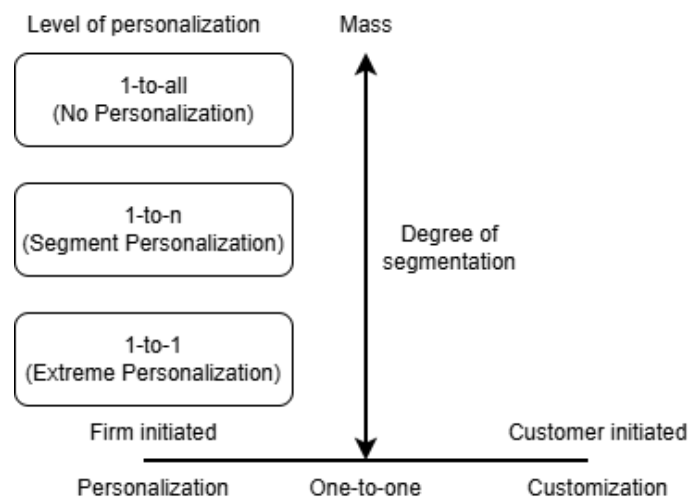 Level of personalization
Mass
1-to-all
(No Personalization)
1-to-n
(Segment Personalization)
Degree of
segmentation
1-to-1
(Extreme Personalization)
Firm initiated
Customer initiated
Personalization
One-to-one
Customization